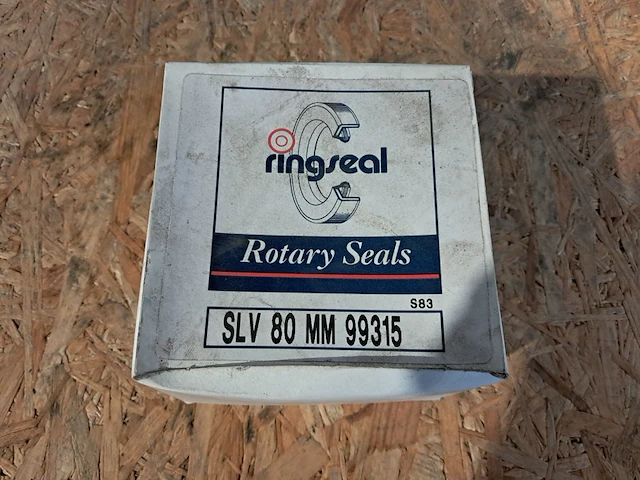 ringseal
Rotary Seals
S83
SLV 80 MM 99315